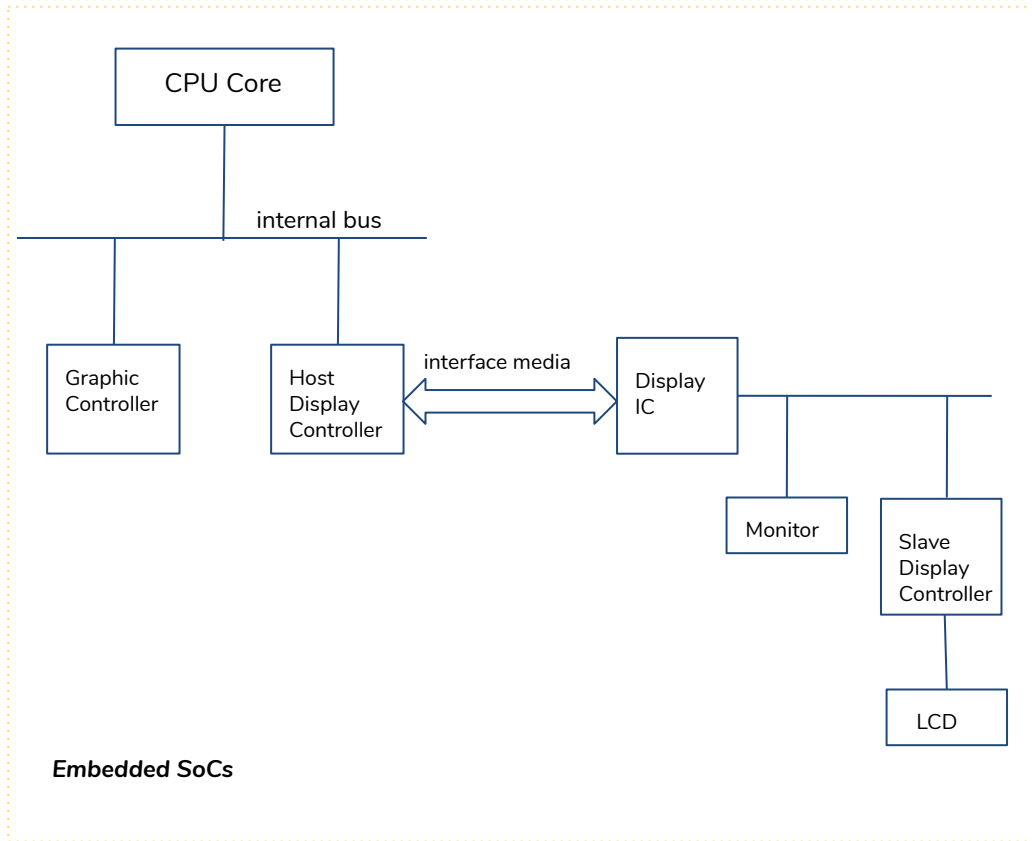 CPU Core
internal bus
Graphic
Controller
Host
Display
Controller
interface media
Display
IC
Monitor
Slave
Display
Controller
LCD
Embedded SoCs